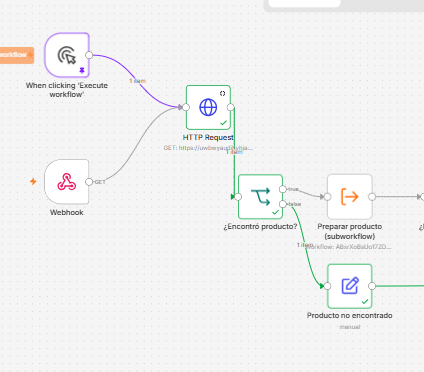 workflow
When clicking 'Execute
workflow'
1 item
HTTP Request
GET: https://
1 item
GET
Webhook
true
false
¿Encontró producto?
Preparar producto
(subworkflow)
1 item
Producto no encontrado
manual